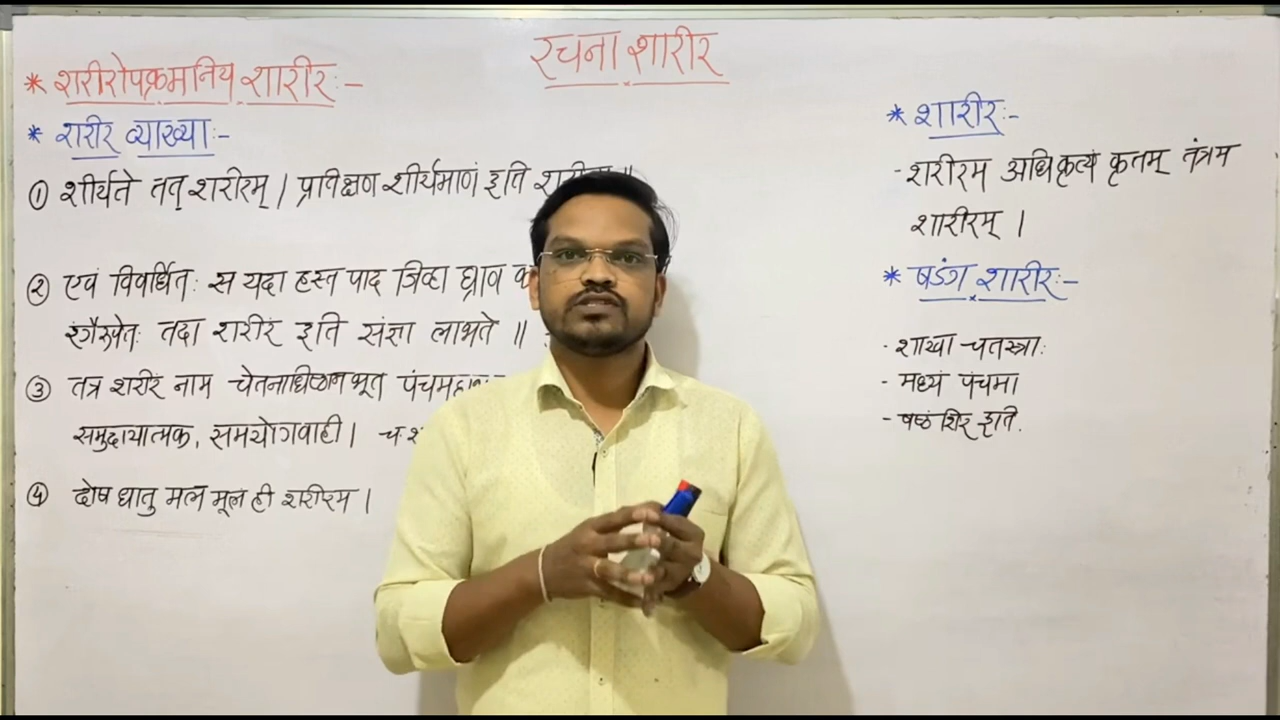 रचना शारीर
* शरीरोपक्रमनिय शारीर :-
* शरीर व्याख्या:-
① शीर्यते तत् शरीरम् । प्रतिक्षण शीर्यमाणं इति
② एवं विवर्धितः स यदा हस्त पाद जिव्हा घ्राण
तदा शरीर इति संज्ञा लाभते ॥
③ तत्र शरीर नाम चेतनाधिष्ठान भूत
समुदायात्मक, समयोगवाही । च.
④ दोष धातु मल मूल ही शरीरम ।
* शारीर :-
- शरीरम अधिकृत्य कृतम् तंत्रम
शारीरम् ।
* षडंग शारीर :-
- शाखा चतस्त्राः
- मध्यं पंचमा
- षष्ठं शिर इति.